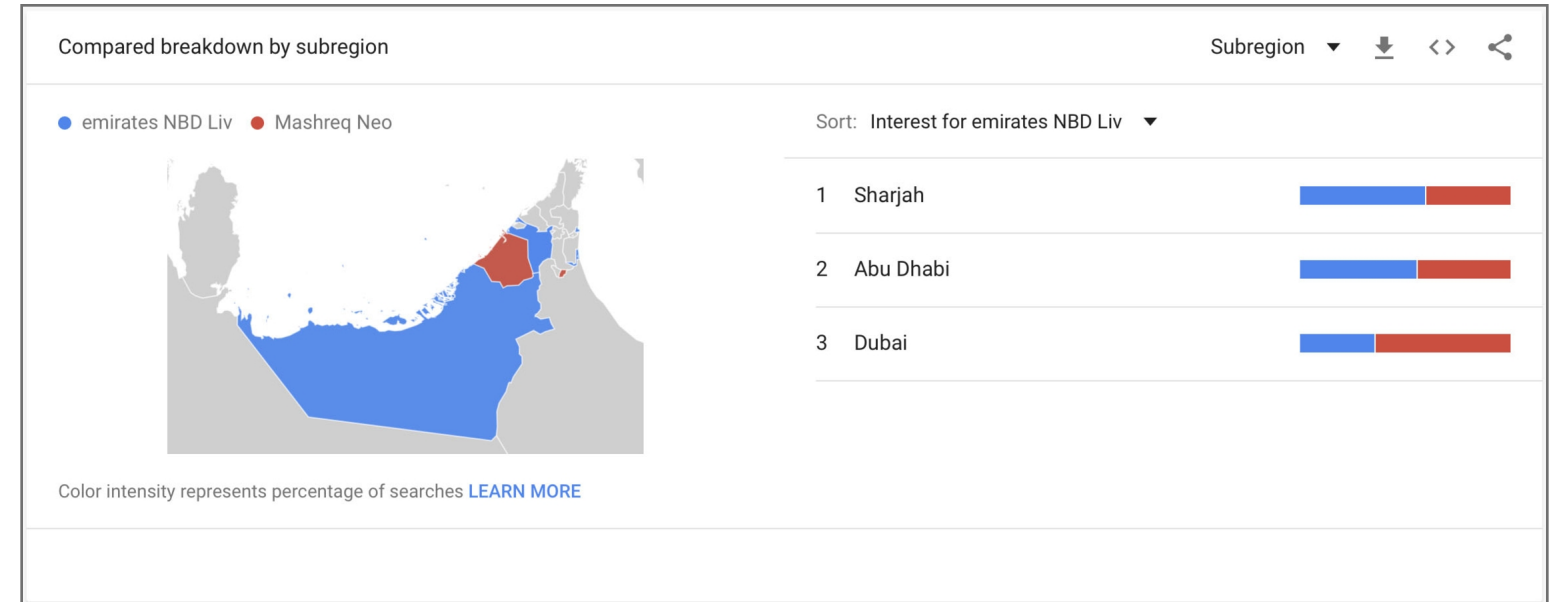 Compared breakdown by subregion
Subregion
emirates NBD Liv Mashreq Neo
Sort: Interest for emirates NBD Liv
1 Sharjah
2 Abu Dhabi
3 Dubai
Color intensity represents percentage of searches LEARN MORE